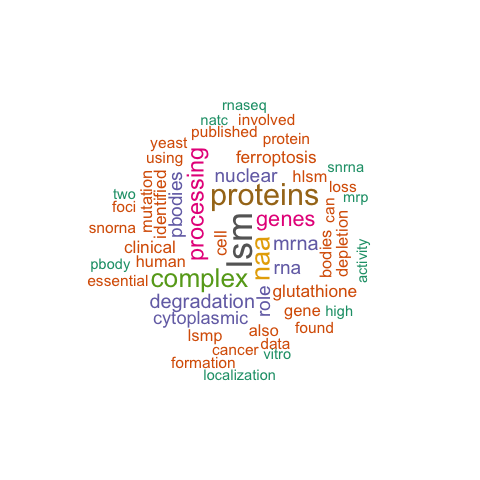 rnaseq
natc
involved
published
yeast
protein
using
ferroptosis
processing
nuclear
snrna
hlsm
loss
mutation
identified
pbodies
proteins
two
foci
can
mrp
snorna
lsm
genes
cell
depletion
clinical
naa
mrna
bodies
activity
pbody
human
rna
essential
complex
glutathione
degradation
role
gene
high
cytoplasmic
lsmp
also
found
cancer
data
vitro
formation
localization